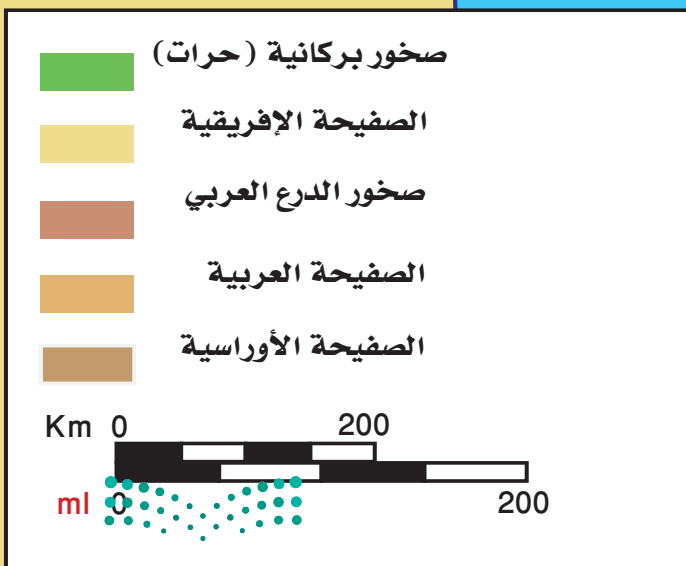 صخور بركانية (حرات)
الصفيحة الإفريقية
صخور الدرع العربي
الصفيحة العربية
الصفيحة الأوراسية
Km 0 200
ml 0 200